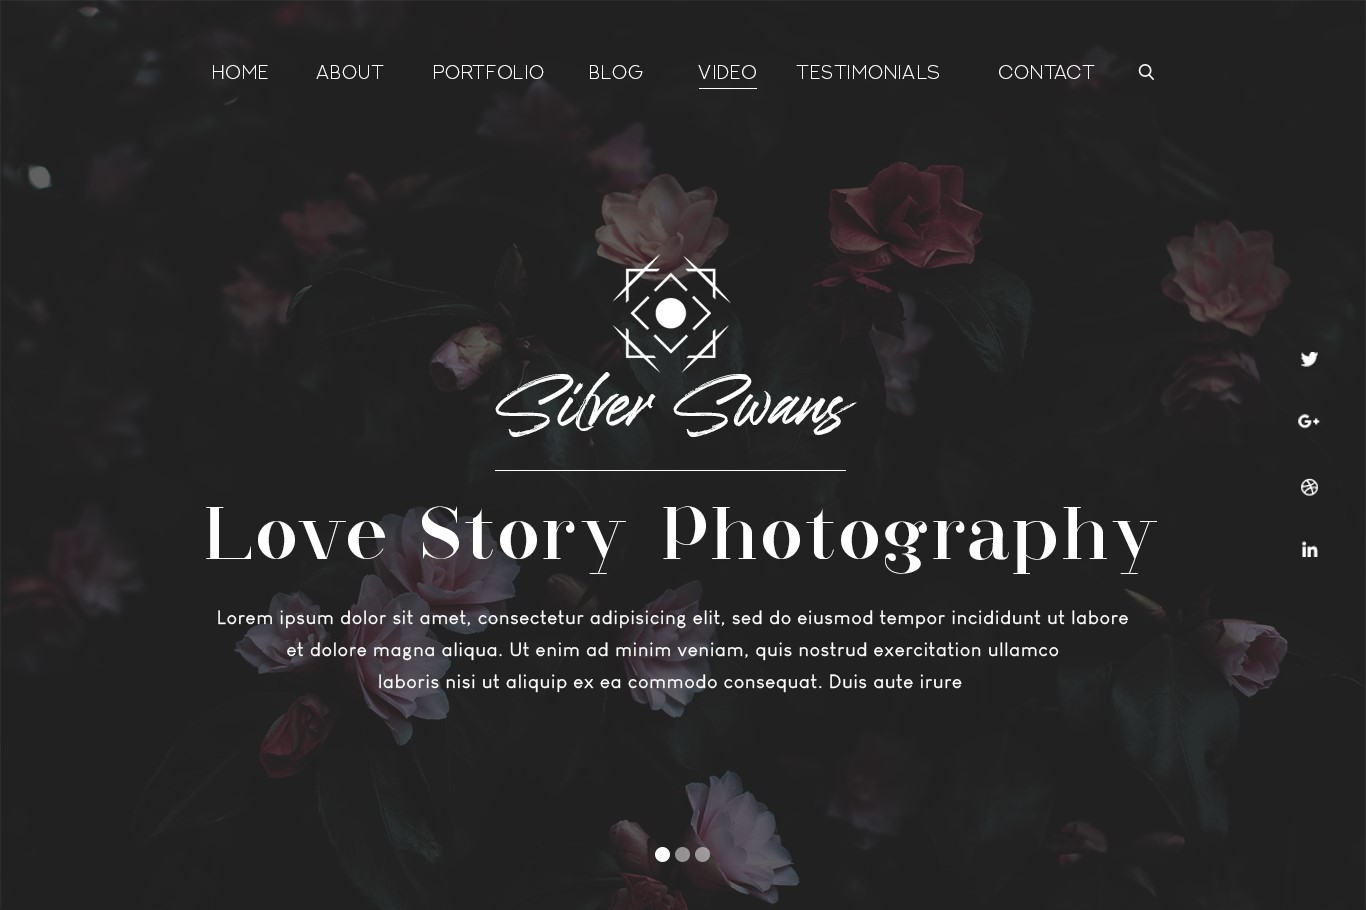 HOME ABOUT PORTFOLIO BLOG VIDEO TESTIMONIALS CONTACT
Silver Swans
Love Story Photography
Lorem ipsum dolor sit amet, consectetur adipisicing elit, sed do eiusmod tempor incididunt ut labore
et dolore magna aliqua. Ut enim ad minim veniam, quis nostrud exercitation ullamco
laboris nisi ut aliquip ex ea commodo consequat. Duis aute irure